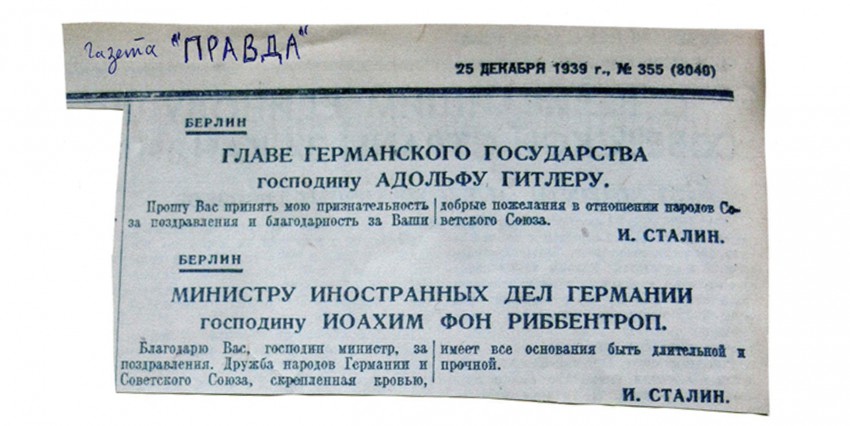 газета "ПРАВДА"
25 ДЕКАБРЯ 1939 г., № 355 (8040)
БЕРЛИН
ГЛАВЕ ГЕРМАНСКОГО ГОСУДАРСТВА
господину АДОЛЬФУ ГИТЛЕРУ.
Прошу Вас принять мою признательность
за поздравления и благодарность за Ваши
добрые пожелания в отношении народов Со-
ветского Союза.
И. СТАЛИН.
БЕРЛИН
МИНИСТРУ ИНОСТРАННЫХ ДЕЛ ГЕРМАНИИ
господину ИОАХИМ ФОН РИББЕНТРОП.
Благодарю Вас, господин министр, за
поздравления. Дружба народов Германии и
Советского Союза, скрепленная кровью,
имеет все основания быть длительной и
прочной.
И. СТАЛИН.